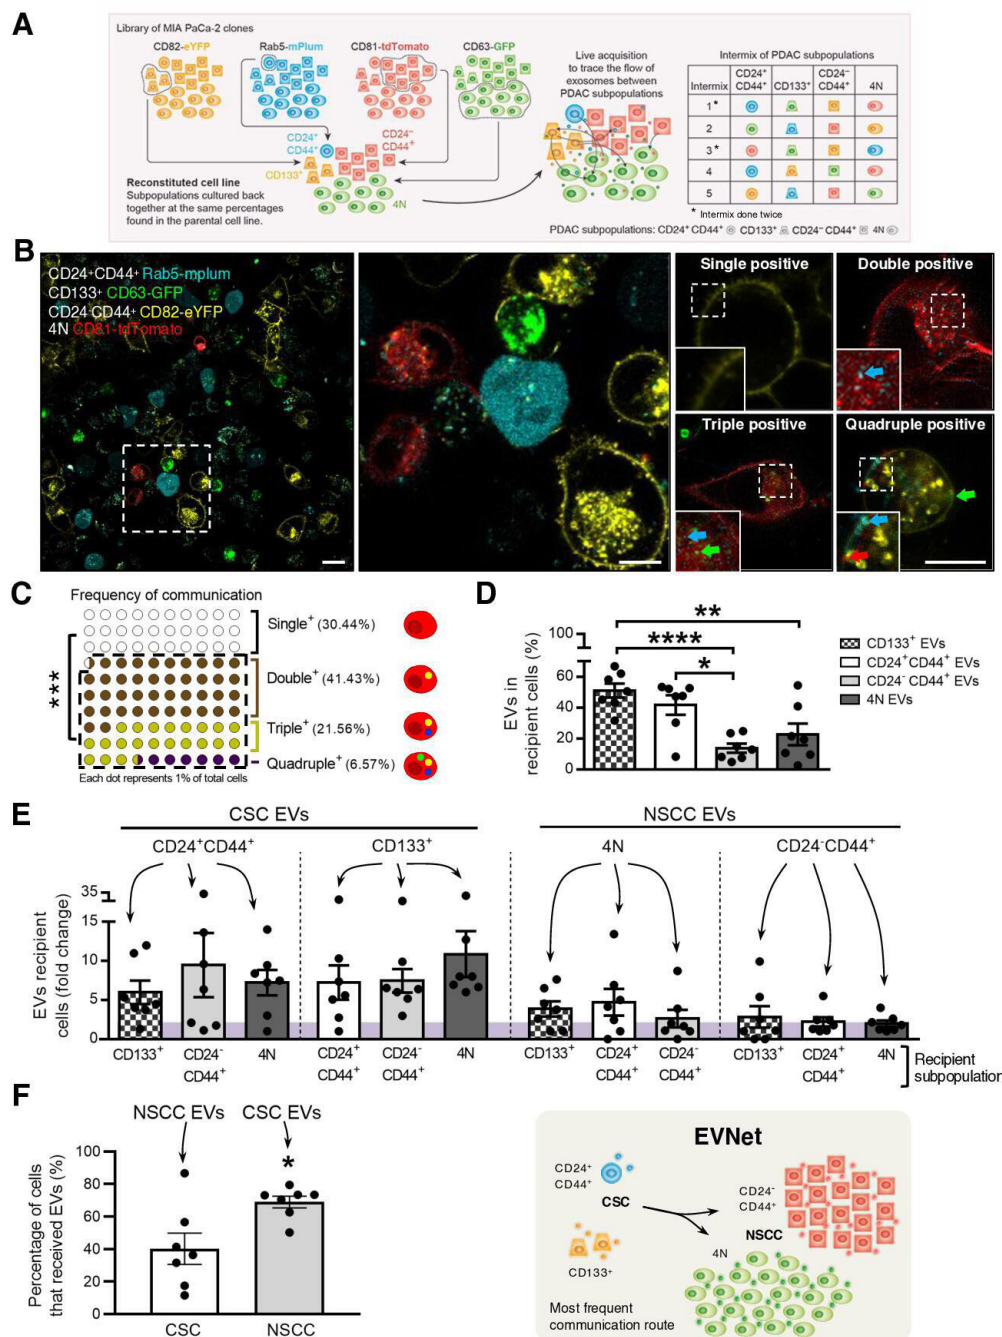 A
Library of MIA PaCa-2 clones
CD82-eYFP
Rab5-mPlum
CD81-tdTomato
CD63-GFP
CD24+
CD44+
CD24−
CD44+
CD133+
4N
Reconstituted cell line
Subpopulations cultured back
together at the same percentages
found in the parental cell line.
Live acquisition
to trace the flow of
exosomes between
PDAC subpopulations
Intermix of PDAC subpopulations
Intermix CD24+ CD44+ CD133+ CD24− CD44+ 4N
1*
2
3*
4
5
* Intermix done twice
PDAC subpopulations: CD24+ CD44+ CD133+ CD24− CD44+ 4N
B
CD24+CD44+ Rab5-mplum
CD133+ CD63-GFP
CD24-CD44+ CD82-eYFP
4N CD81-tdTomato
Single positive
Double positive
Triple positive
Quadruple positive
C
Frequency of communication
***
Single+ (30.44%)
Double+ (41.43%)
Triple+ (21.56%)
Quadruple+ (6.57%)
Each dot represents 1% of total cells
D
EVs in
recipient cells (%)
100
60
40
20
0
**
****
*
CD133+ EVs
CD24+CD44+ EVs
CD24- CD44+ EVs
4N EVs
E
CSC EVs
NSCC EVs
CD24+CD44+
CD133+
4N
CD24-CD44+
EVs recipient
cells (fold change)
35
15
10
5
0
CD133+
CD24-
CD44+
4N
CD24+
CD44+
CD24-
CD44+
4N
CD133+
CD24+
CD44+
CD24-
CD44+
CD133+
CD24+
CD44+
4N
Recipient
subpopulation
F
NSCC EVs
CSC EVs
Percentage of cells
that received EVs (%)
100
80
60
40
20
0
*
CSC
NSCC
EVNet
CD24+
CD44+
CSC
CD133+
CD24-
CD44+
NSCC
4N
Most frequent
communication route